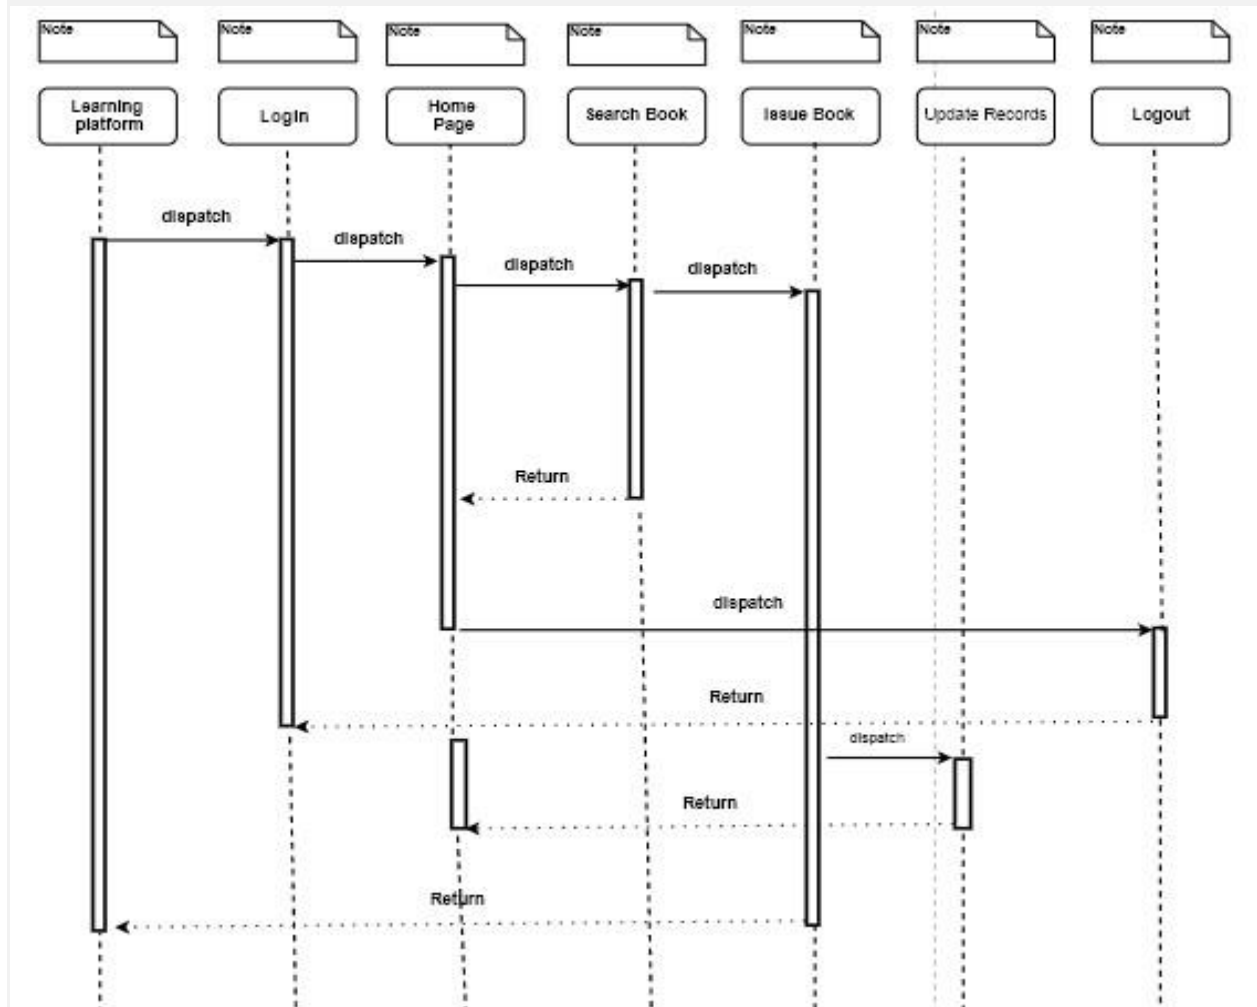 Note
Note
Note
Note
Note
Note
Note
Learning
platform
Login
Home
Page
Search Book
Issue Book
Update Records
Logout
dispatch
dispatch
dispatch
dispatch
Return
dispatch
Return
dispatch
Return
Return